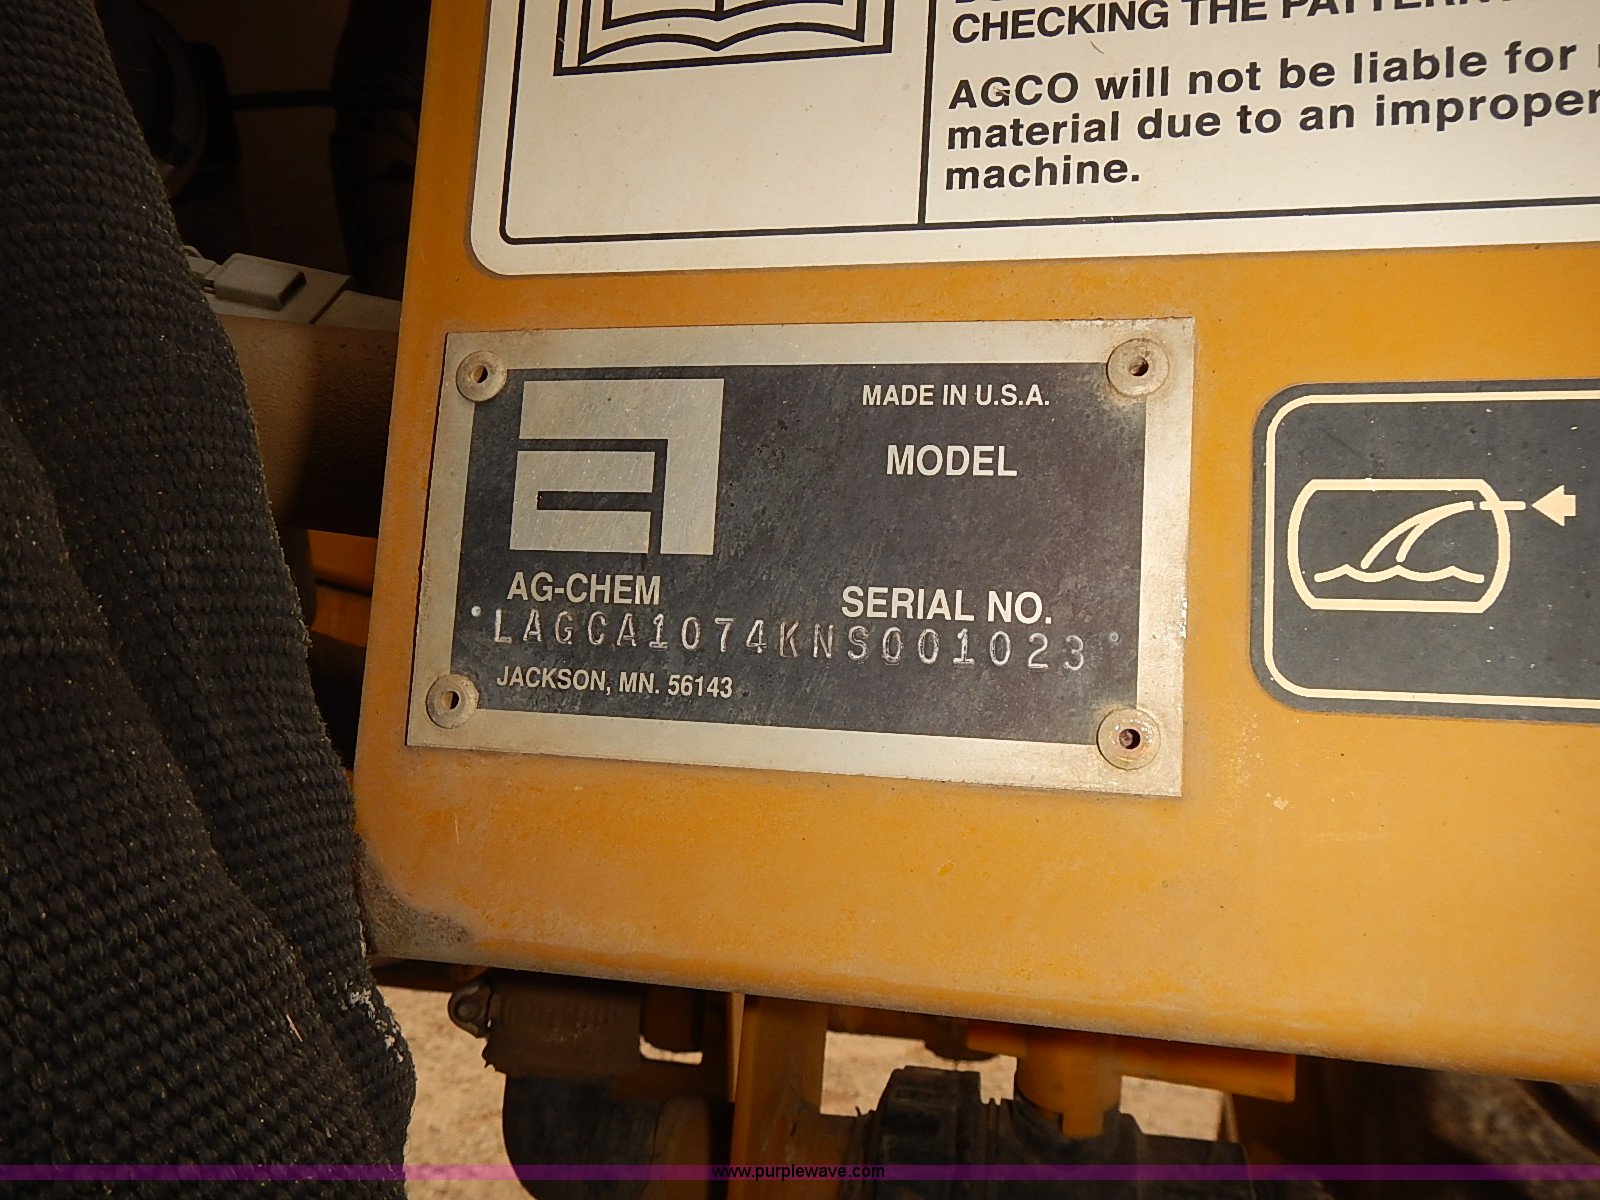 CHECKING THE
AGCO will not be liable for
material due to an improper
machine.
MADE IN U.S.A.
MODEL
AG-CHEM
SERIAL NO.
LAGCA1074KNS001023
JACKSON, MN. 56143
www.purplewave.com